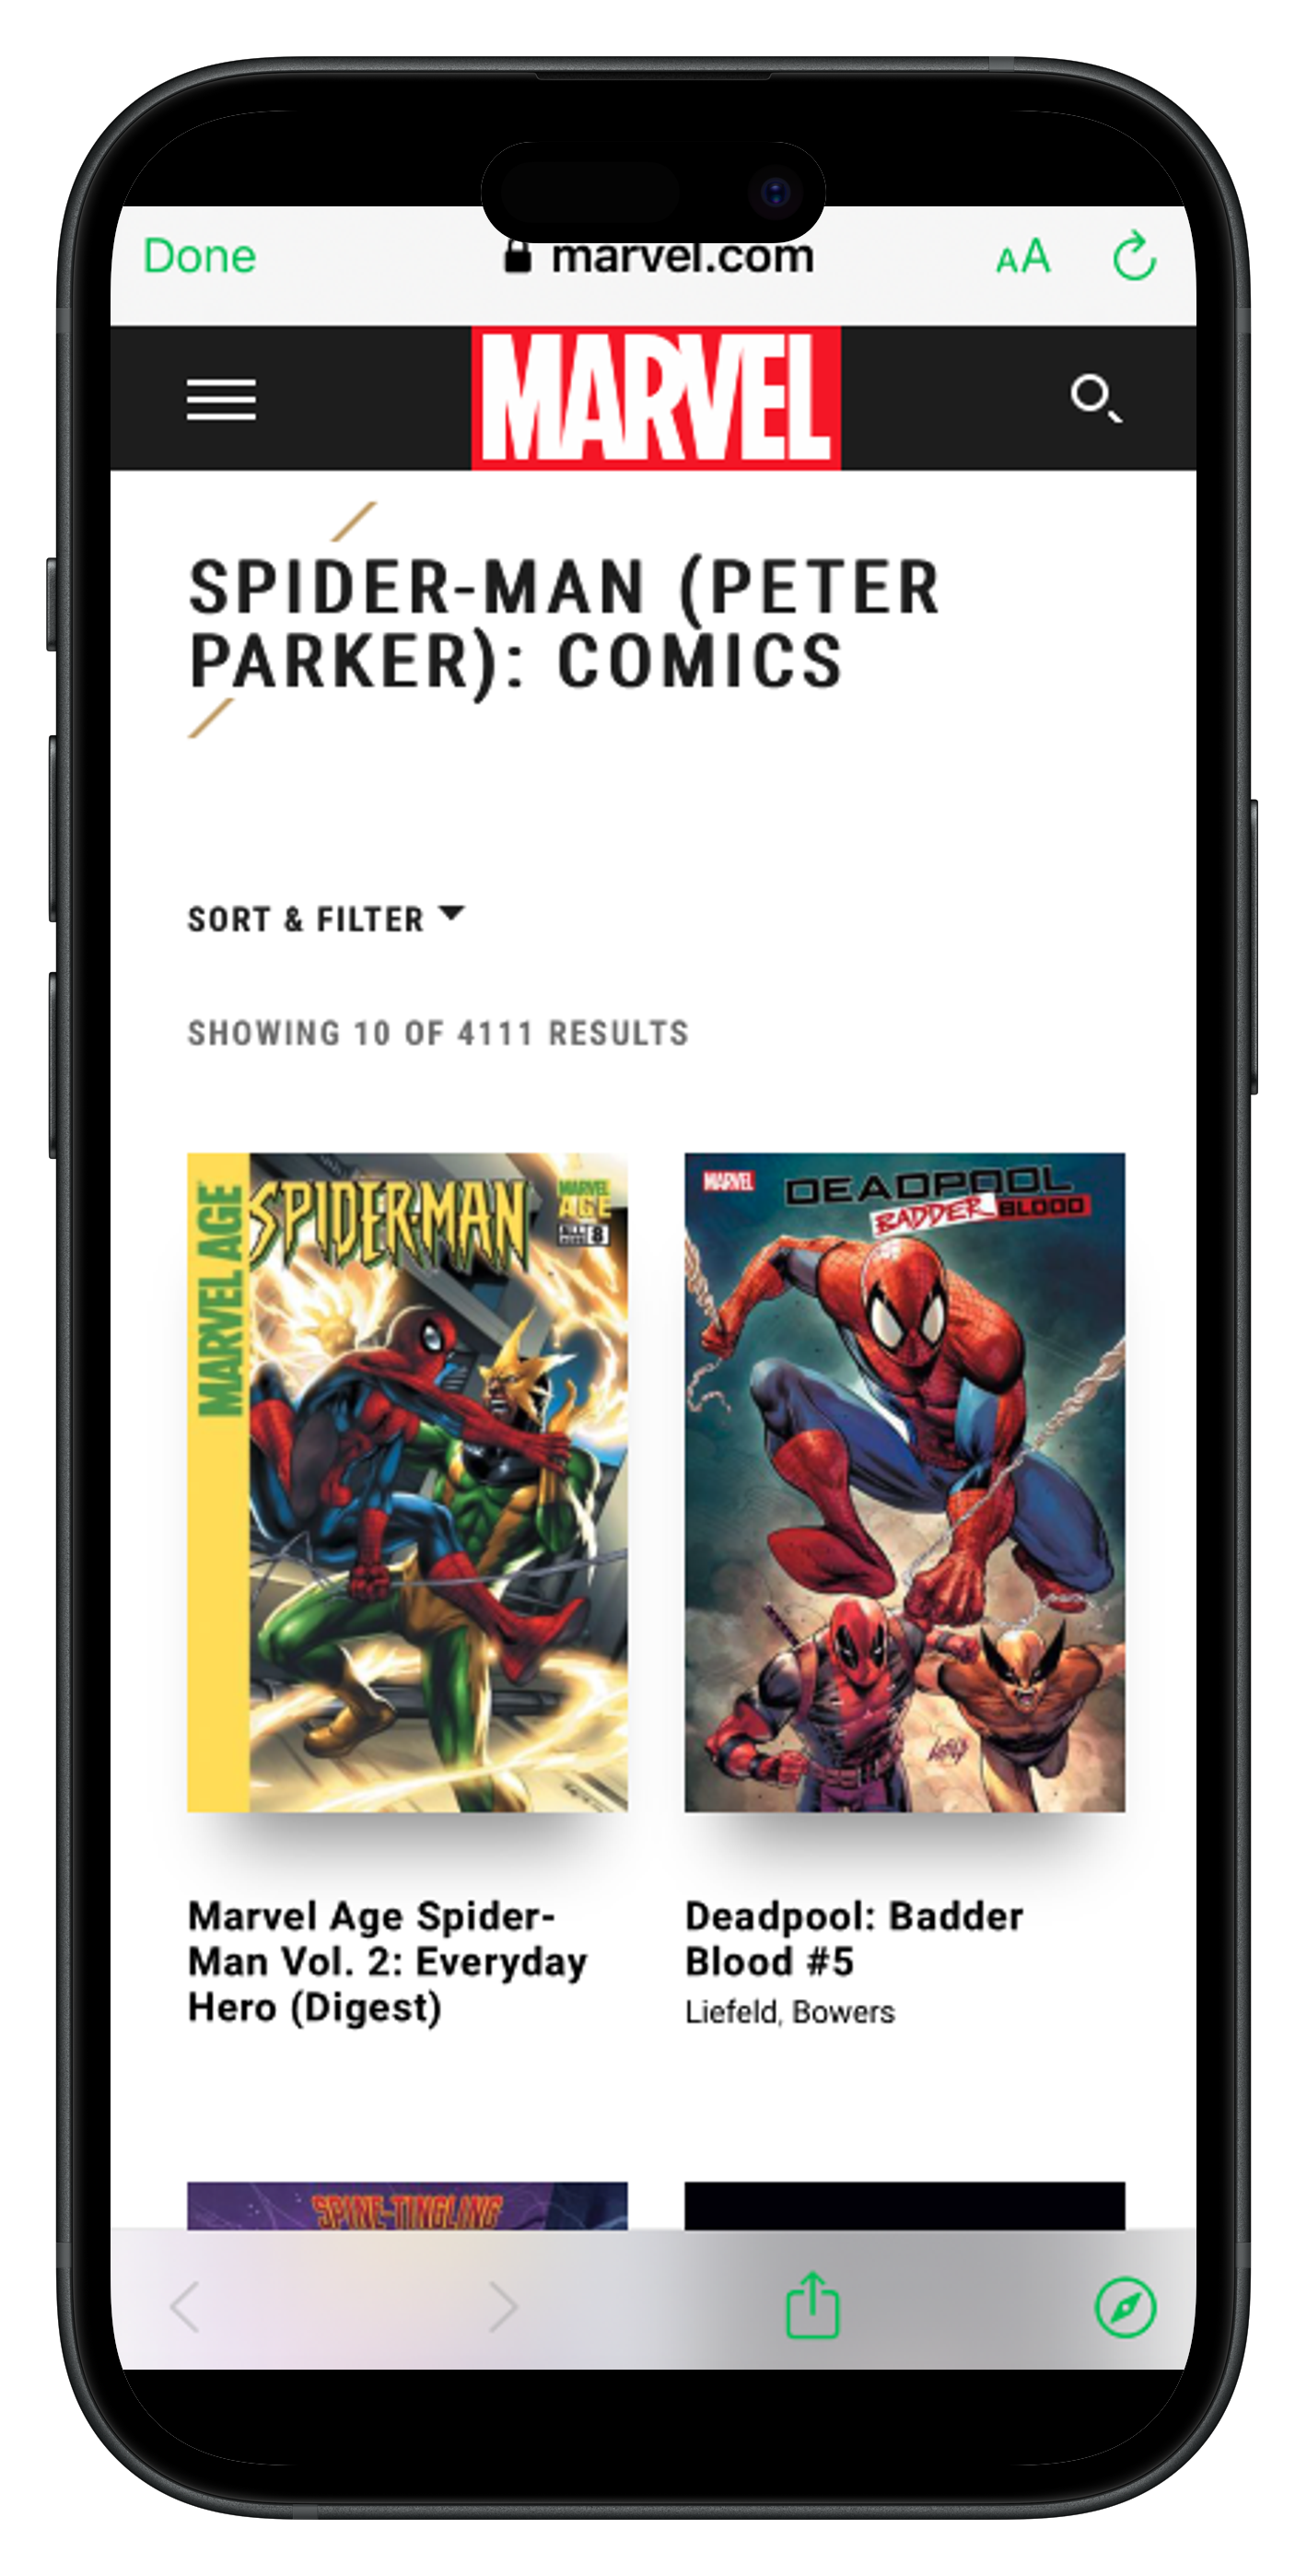 Done
marvel.com
AA
MARVEL
SPIDER-MAN (PETER
PARKER): COMICS
SORT & FILTER
SHOWING 10 OF 4111 RESULTS
MARVEL AGE
SPIDER-MAN
MARVEL
AGE
8
MARVEL
DEADPOOL
BADDER BLOOD
Marvel Age Spider-
Man Vol. 2: Everyday
Hero (Digest)
Deadpool: Badder
Blood #5
Liefeld, Bowers
SPINE-TINGLING